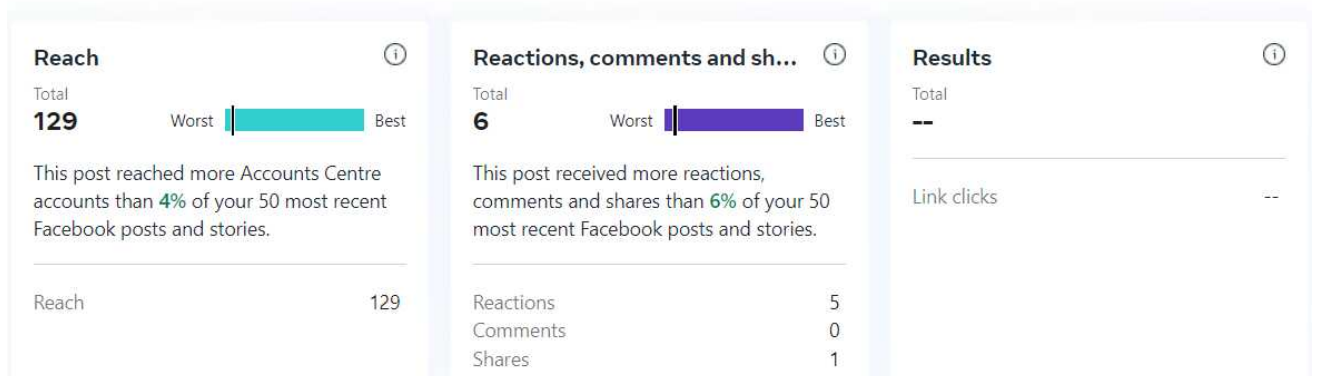 Reach
Total
129
Worst Best
This post reached more Accounts Centre
accounts than 4% of your 50 most recent
Facebook posts and stories.
Reach 129
Reactions, comments and sh...
Total
6
Worst Best
This post received more reactions,
comments and shares than 6% of your 50
most recent Facebook posts and stories.
Reactions 5
Comments 0
Shares 1
Results
Total
--
Link clicks --